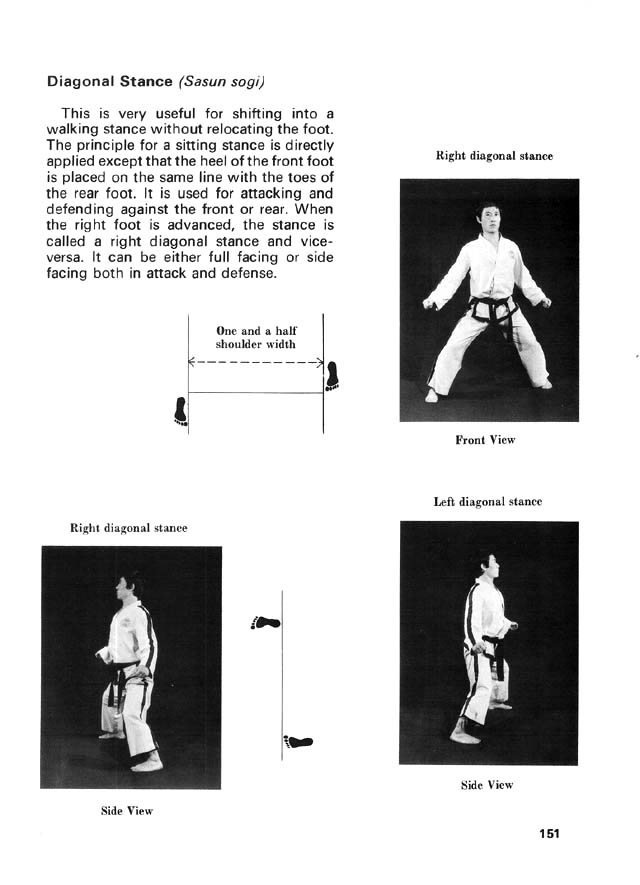 Diagonal Stance (Sasun sogi)
This is very useful for shifting into a
walking stance without relocating the foot.
The principle for a sitting stance is directly
applied except that the heel of the front foot
is placed on the same line with the toes of
the rear foot. It is used for attacking and
defending against the front or rear. When
the right foot is advanced, the stance is
called a right diagonal stance and vice-
versa. It can be either full facing or side
facing both in attack and defense.
Right diagonal stance
One and a half
shoulder width
Front View
Left diagonal stance
Right diagonal stance
Side View
Side View
151